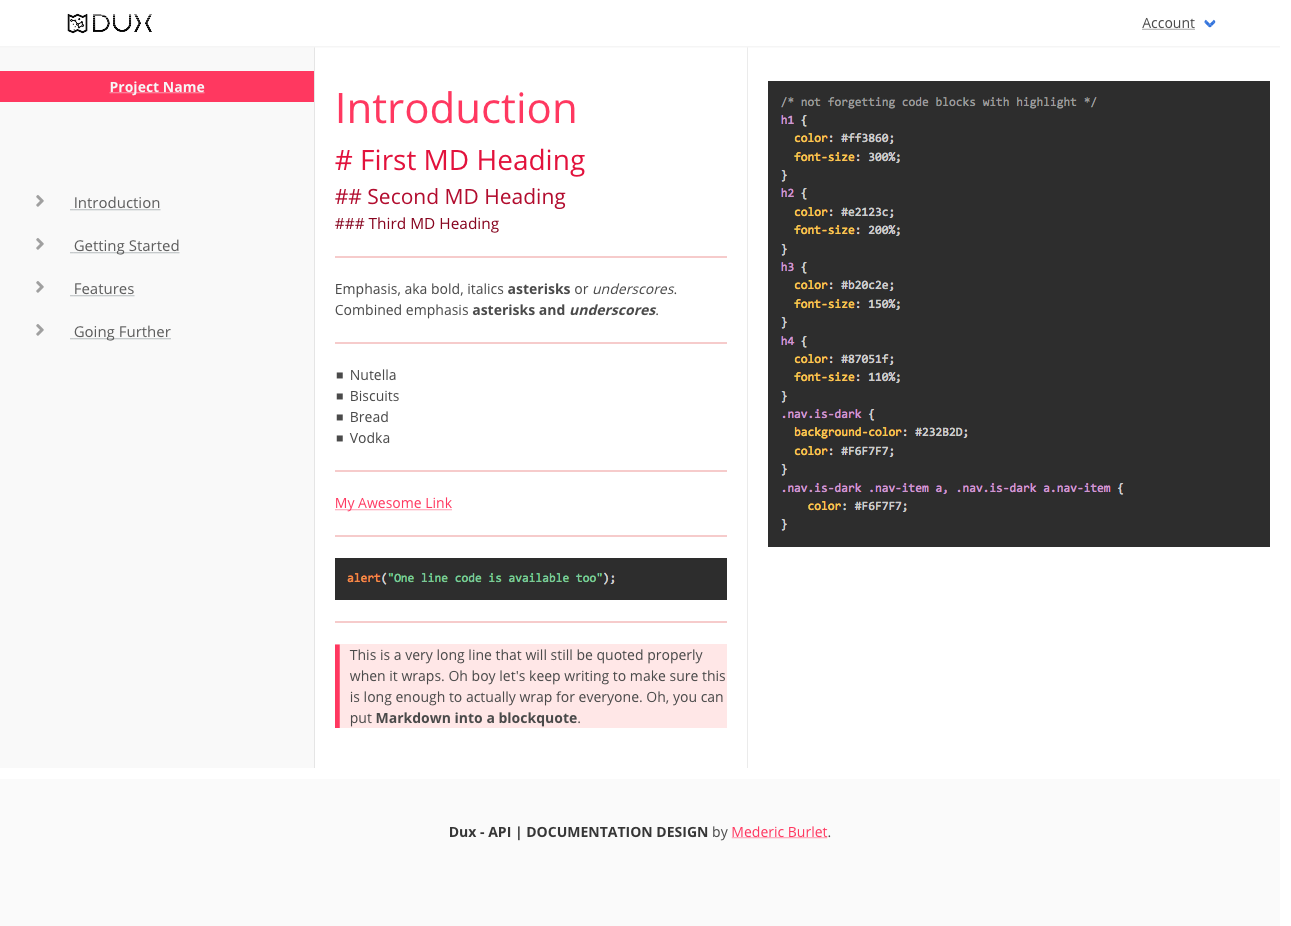 DUX
Account
Project Name
Introduction
Getting Started
Features
Going Further
Introduction
# First MD Heading
## Second MD Heading
### Third MD Heading
Emphasis, aka bold, italics asterisks or underscores.
Combined emphasis asterisks and underscores.
Nutella
Biscuits
Bread
Vodka
My Awesome Link
alert("One line code is available too");
This is a very long line that will still be quoted properly
when it wraps. Oh boy let's keep writing to make sure this
is long enough to actually wrap for everyone. Oh, you can
put Markdown into a blockquote.
/* not forgetting code blocks with highlight */
h1 {
  color: #ff3860;
  font-size: 300%;
}
h2 {
  color: #e2123c;
  font-size: 200%;
}
h3 {
  color: #b20c2e;
  font-size: 150%;
}
h4 {
  color: #87051f;
  font-size: 110%;
}
.nav.is-dark {
  background-color: #232B2D;
  color: #F6F7F7;
}
.nav.is-dark .nav-item a, .nav.is-dark a.nav-item {
    color: #F6F7F7;
}
Dux - API | DOCUMENTATION DESIGN by Mederic Burlet.